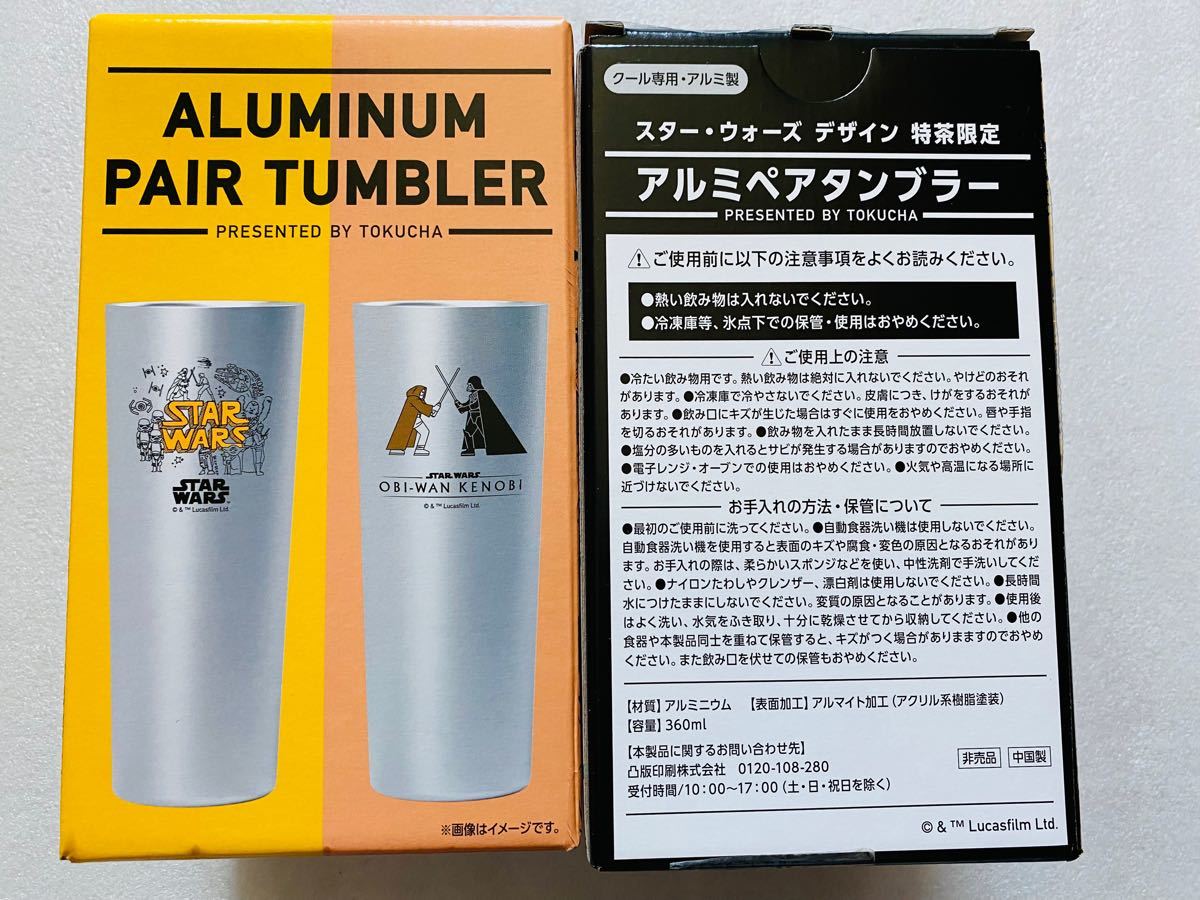 ALUMINUM
PAIR TUMBLER
PRESENTED BY TOKUCHA
STAR
WARS
STAR
WARS
© & ™ Lucasfilm Ltd.
STAR WARS
OBI-WAN KENOBI
© & ™ Lucasfilm Ltd.
※画像はイメージです。
クール専用・アルミ製
スター・ウォーズ デザイン 特茶限定
アルミペアタンブラー
PRESENTED BY TOKUCHA
⚠ご使用前に以下の注意事項をよくお読みください。
●熱い飲み物は入れないでください。
●冷凍庫等、氷点下での保管・使用はおやめください。
⚠ご使用上の注意
●冷たい飲み物用です。熱い飲み物は絶対に入れないでください。やけどのおそれ
があります。●冷凍庫で冷やさないでください。皮膚につき、けがをするおそれが
あります。●飲み口にキズが生じた場合はすぐに使用をおやめください。唇や手指
を切るおそれがあります。●飲み物を入れたまま長時間放置しないでください。
●塩分の多いものを入れるとサビが発生する場合がありますのでおやめください。
●電子レンジ・オーブンでの使用はおやめください。●火気や高温になる場所に
近づけないでください。
お手入れの方法・保管について
●最初のご使用前に洗ってください。●自動食器洗い機は使用しないでください。
自動食器洗い機を使用すると表面のキズや腐食・変色の原因となるおそれがあり
ます。お手入れの際は、柔らかいスポンジなどを使い、中性洗剤で手洗いしてくだ
さい。●ナイロンたわしやクレンザー、漂白剤は使用しないでください。●長時間
水につけたままにしないでください。変質の原因となることがあります。●使用後
はよく洗い、水気をふき取り、十分に乾燥させてから収納してください。●他の
食器や本製品同士を重ねて保管すると、キズがつく場合がありまますのでおやめ
ください。また飲み口を伏せての保管もおやめください。
【材質】アルミニウム 【表面加工】アルマイト加工（アクリル系樹脂塗装）
【容量】360ml
【本製品に関するお問い合わせ先】
凸版印刷株式会社 0120-108-280
受付時間/10:00〜17:00（土・日・祝日を除く）
非売品 中国製
© & ™ Lucasfilm Ltd.